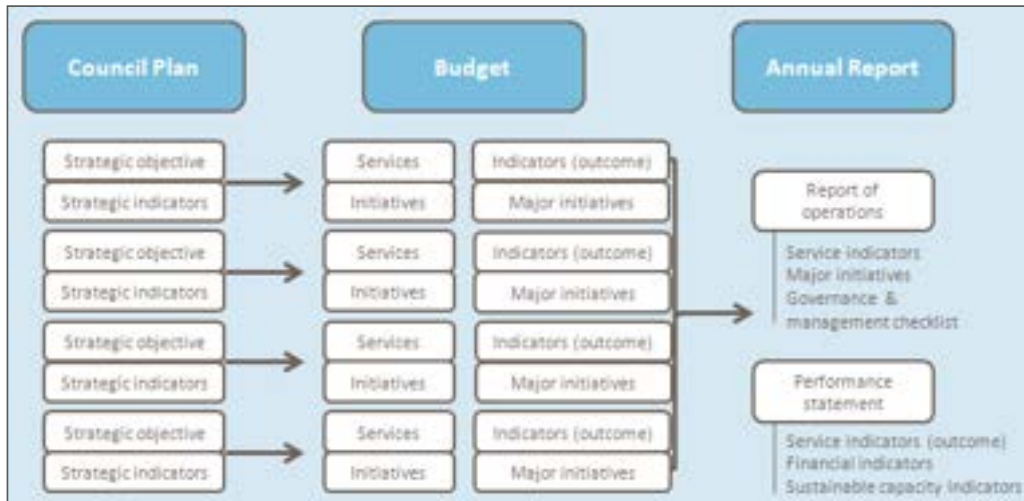 Council Plan
Budget
Annual Report
Strategic objective
Strategic indicators
Services
Initiatives
Indicators (outcome)
Major initiatives
Strategic objective
Strategic indicators
Services
Initiatives
Indicators (outcome)
Major initiatives
Strategic objective
Strategic indicators
Services
Initiatives
Indicators (outcome)
Major initiatives
Strategic objective
Strategic indicators
Services
Initiatives
Indicators (outcome)
Major initiatives
Report of
operations
Service indicators
Major initiatives
Governance &
management checklist
Performance
statement
Service indicators (outcome)
Financial indicators
Sustainable capacity indicators